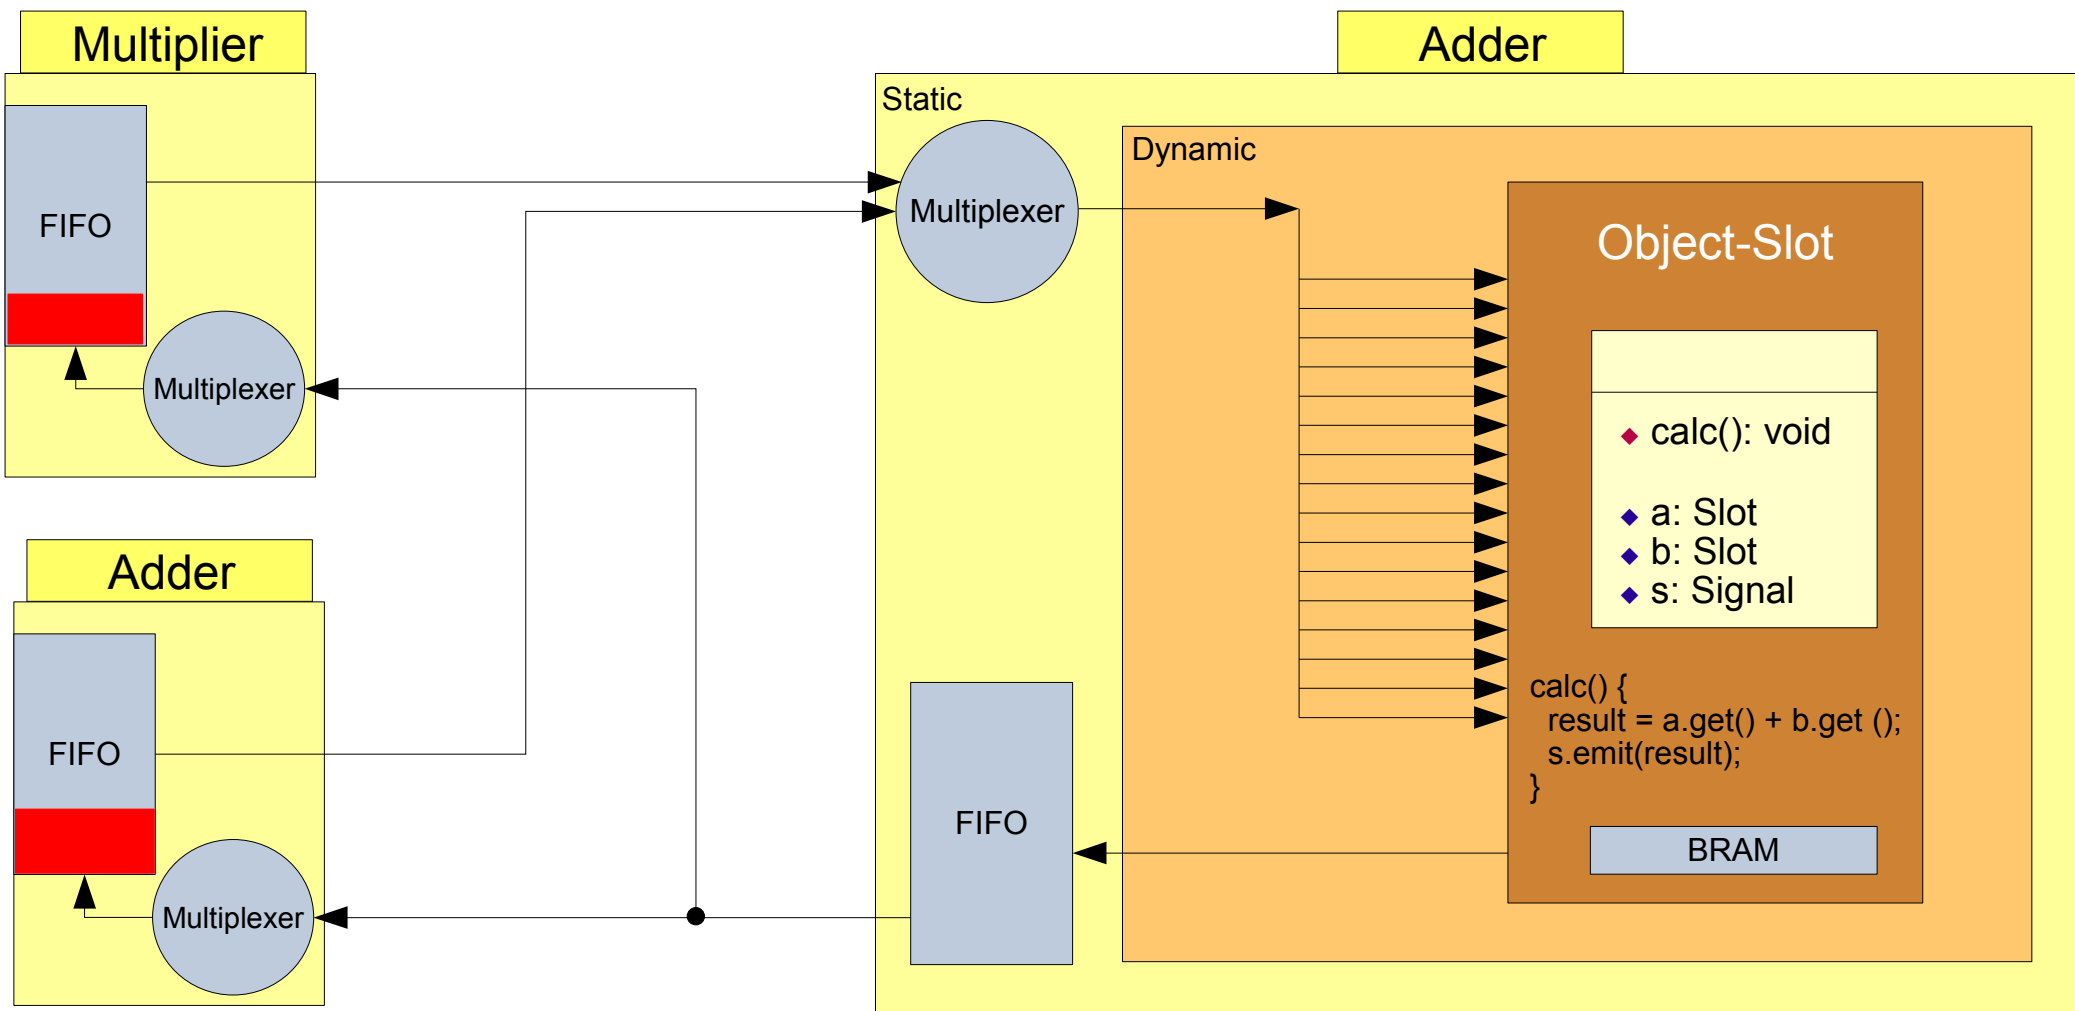 Multiplier
FIFO
Multiplexer
Adder
FIFO
Multiplexer
Adder
Static
Multiplexer
FIFO
Dynamic
Object-Slot
calc(): void
a: Slot
b: Slot
s: Signal
calc() {
result = a.get() + b.get ();
s.emit(result);
}
BRAM